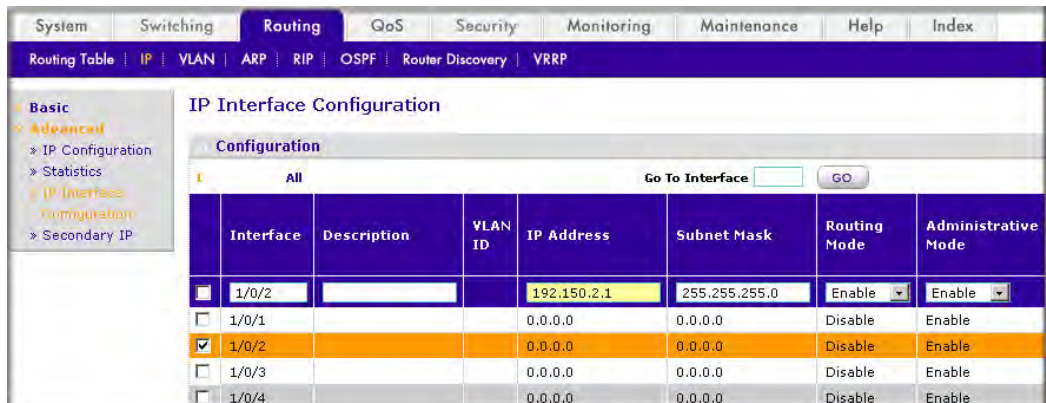 System Switching Routing QoS Security Monitoring Maintenance Help Index
Routing Table IP VLAN ARP RIP OSPF Router Discovery VRRP
Basic
Advanced
» IP Configuration
» Statistics
» IP Interface
Configuration
» Secondary IP
IP Interface Configuration
Configuration
1 All Go To Interface GO
Interface Description VLAN ID IP Address Subnet Mask Routing Mode Administrative Mode
1/0/2 192.150.2.1 255.255.255.0 Enable Enable
1/0/1 0.0.0.0 0.0.0.0 Disable Enable
1/0/2 0.0.0.0 0.0.0.0 Disable Enable
1/0/3 0.0.0.0 0.0.0.0 Disable Enable
1/0/4 0.0.0.0 0.0.0.0 Disable Enable